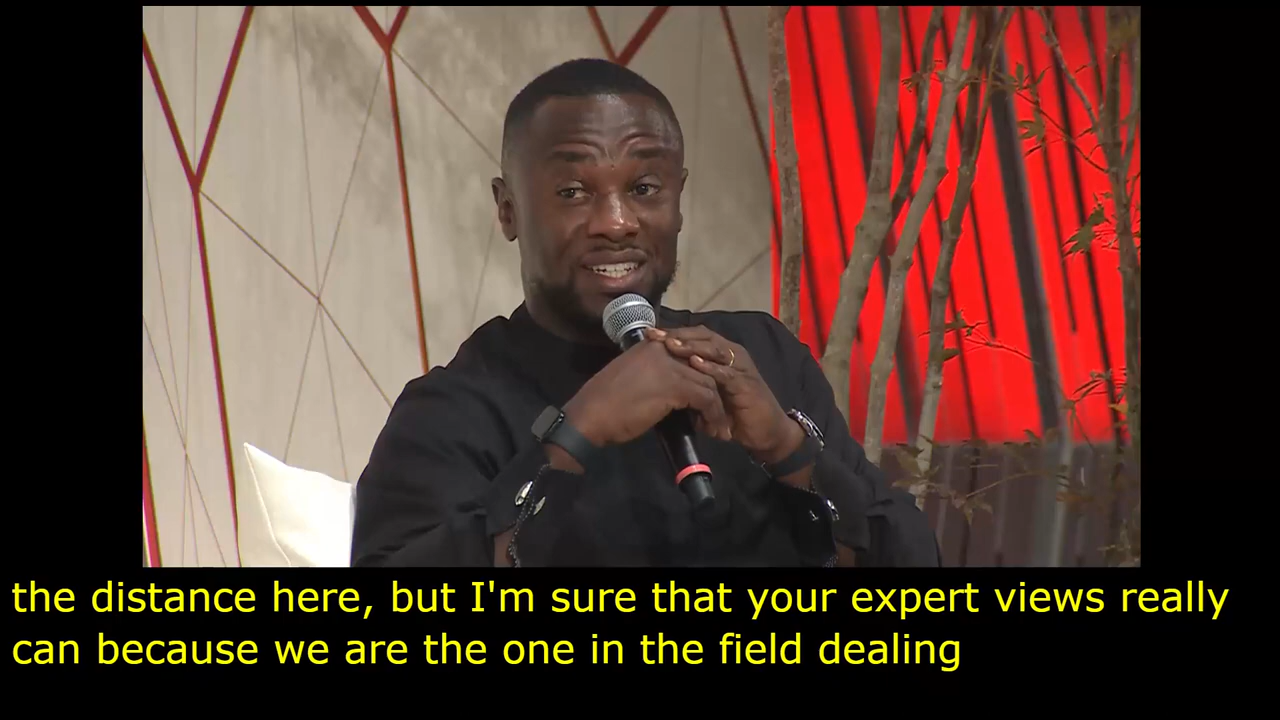 the distance here, but I'm sure that your expert views really
can because we are the one in the field dealing